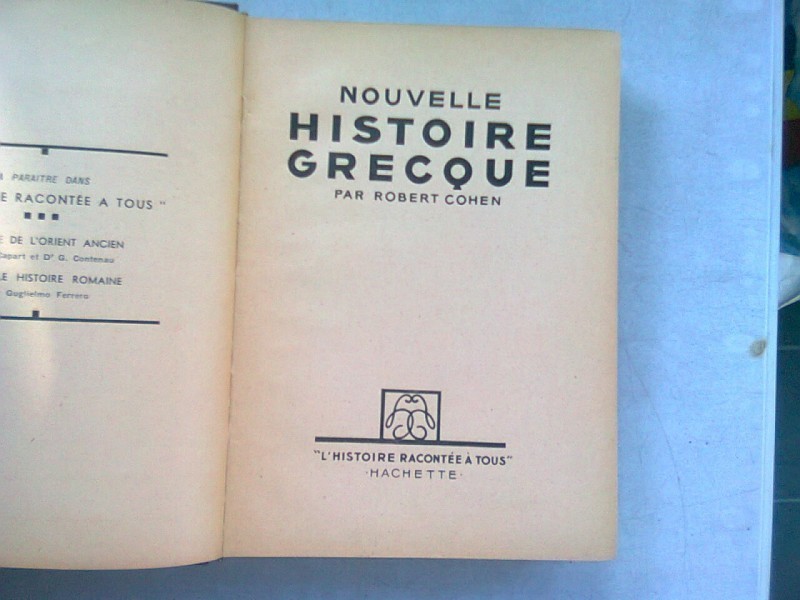 PARAITRE DANS
RACONTÉE A TOUS "
DE L'ORIENT ANCIEN
Capart et Dr G. Contenau
HISTOIRE ROMAINE
Guglielmo Ferrero
NOUVELLE
HISTOIRE
GRECQUE
PAR ROBERT COHEN
"L'HISTOIRE RACONTÉE À TOUS"
·HACHETTE·